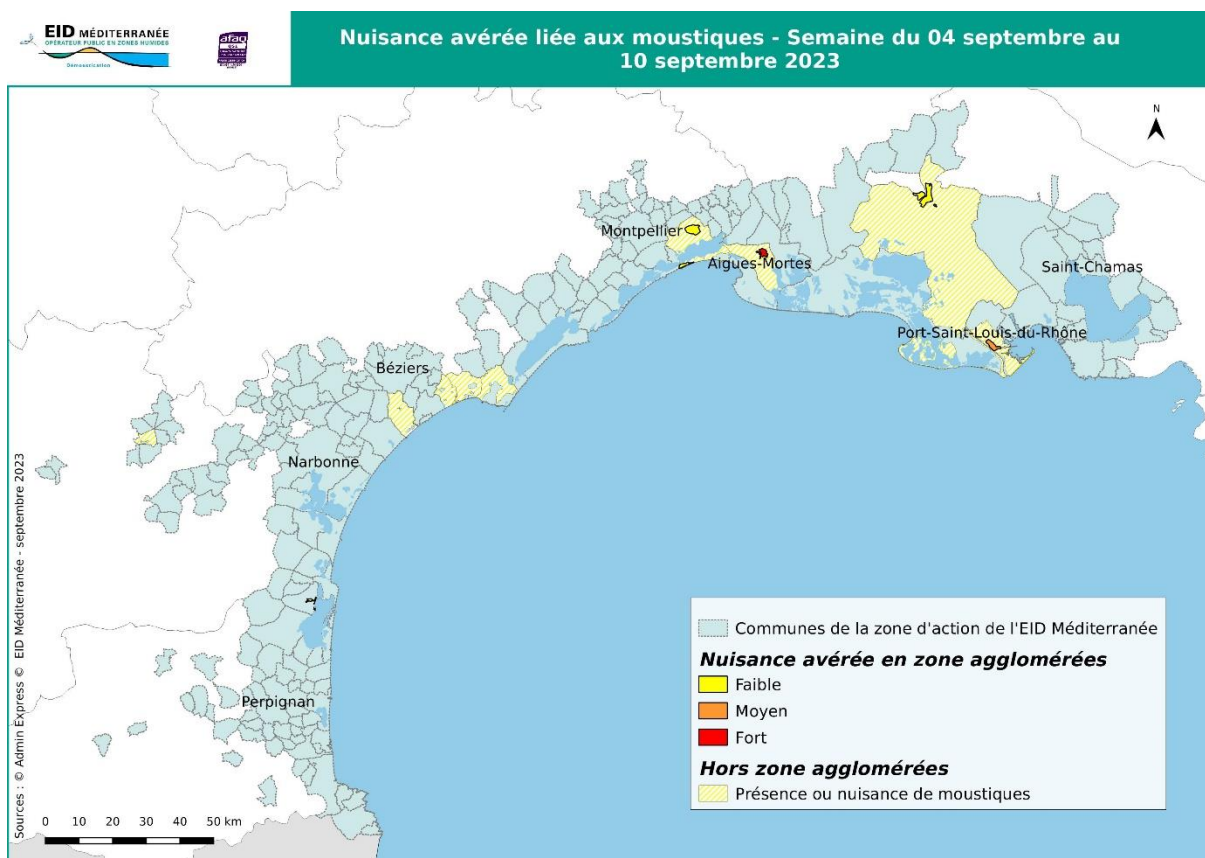 EID MÉDITERRANÉE
OPÉRATEUR PUBLIC EN ZONES HUMIDES
Démoustication
afaq
Nuisance avérée liée aux moustiques - Semaine du 04 septembre au
10 septembre 2023
N
Montpellier
Aigues-Mortes
Saint-Chamas
Port-Saint-Louis-du-Rhône
Béziers
Narbonne
Perpignan
Communes de la zone d'action de l'EID Méditerranée
Nuisance avérée en zone agglomérées
Faible
Moyen
Fort
Hors zone agglomérées
Présence ou nuisance de moustiques
0 10 20 30 40 50 km
Sources : © Admin Express © EID Méditerranée - septembre 2023